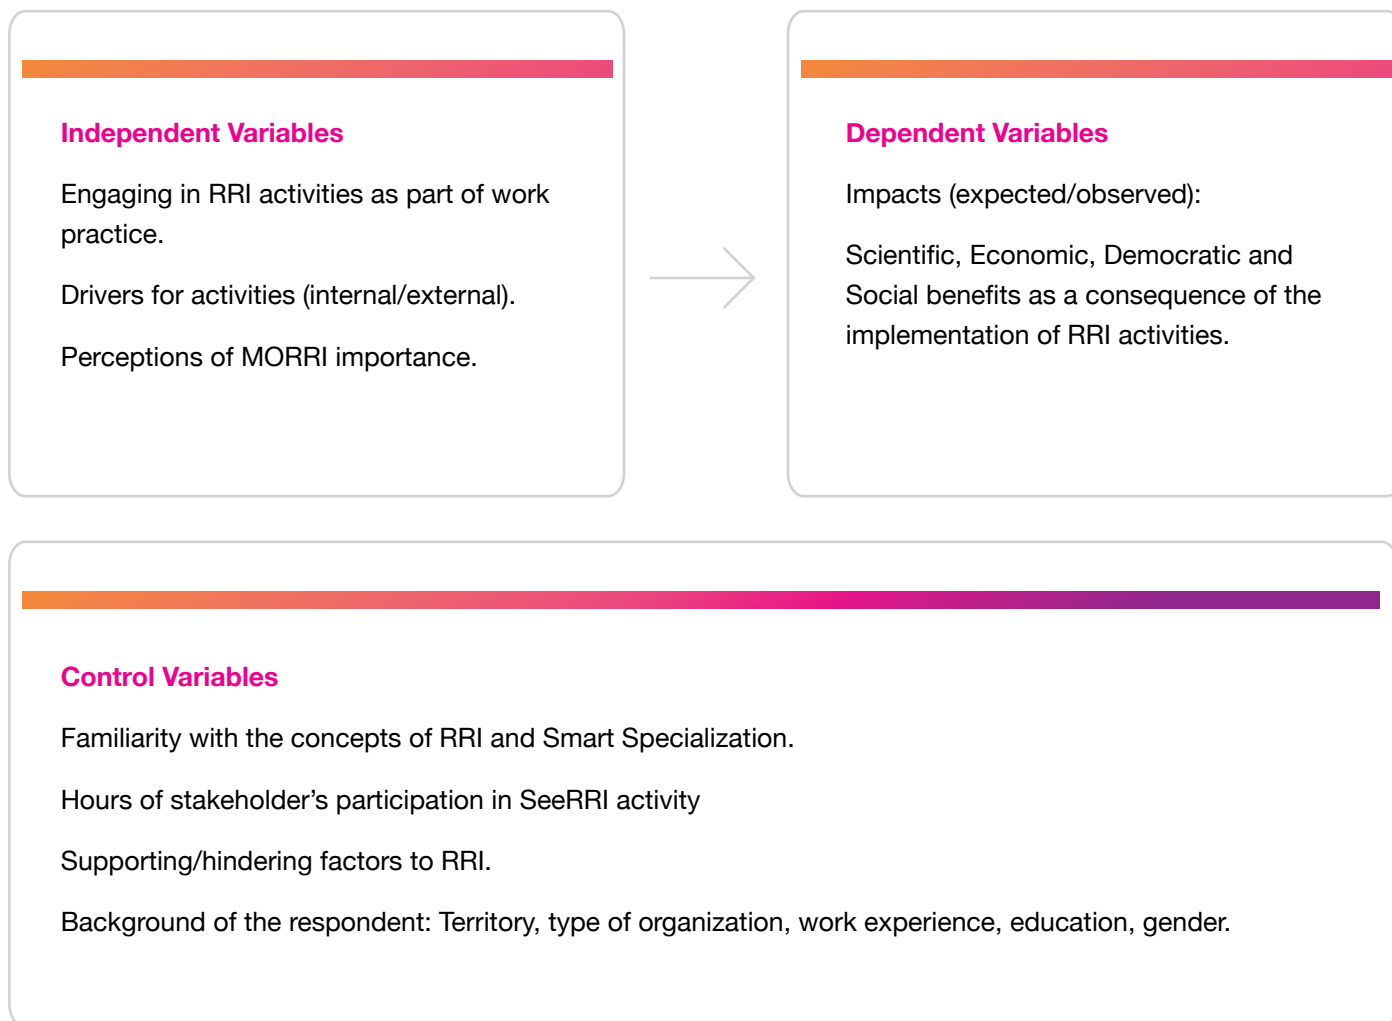 Independent Variables
Engaging in RRI activities as part of work
practice.
Drivers for activities (internal/external).
Perceptions of MORRI importance.
Dependent Variables
Impacts (expected/observed):
Scientific, Economic, Democratic and
Social benefits as a consequence of the
implementation of RRI activities.
Control Variables
Familiarity with the concepts of RRI and Smart Specialization.
Hours of stakeholder’s participation in SeeRRI activity
Supporting/hindering factors to RRI.
Background of the respondent: Territory, type of organization, work experience, education, gender.